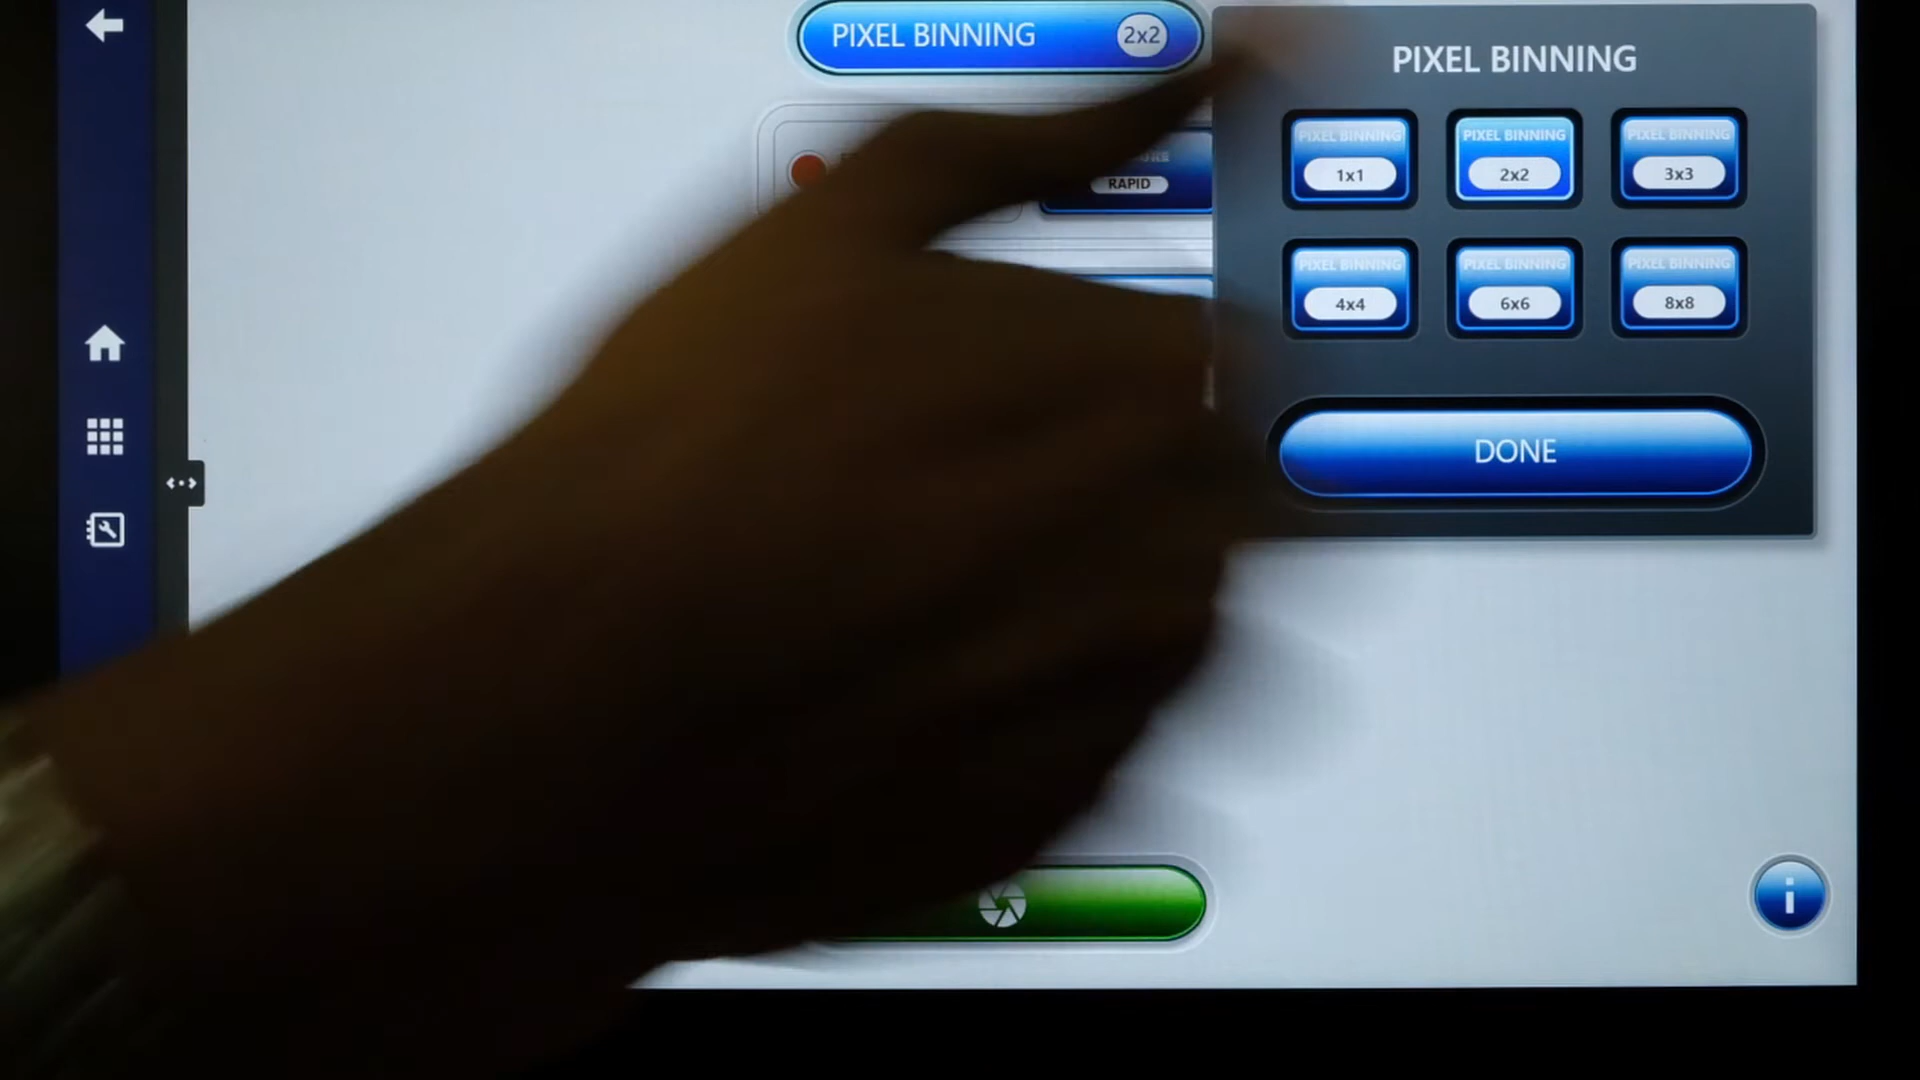 PIXEL BINNING 2x2
RAPID
PIXEL BINNING
PIXEL BINNING
1x1
PIXEL BINNING
2x2
PIXEL BINNING
3x3
PIXEL BINNING
4x4
PIXEL BINNING
6x6
PIXEL BINNING
8x8
DONE
i